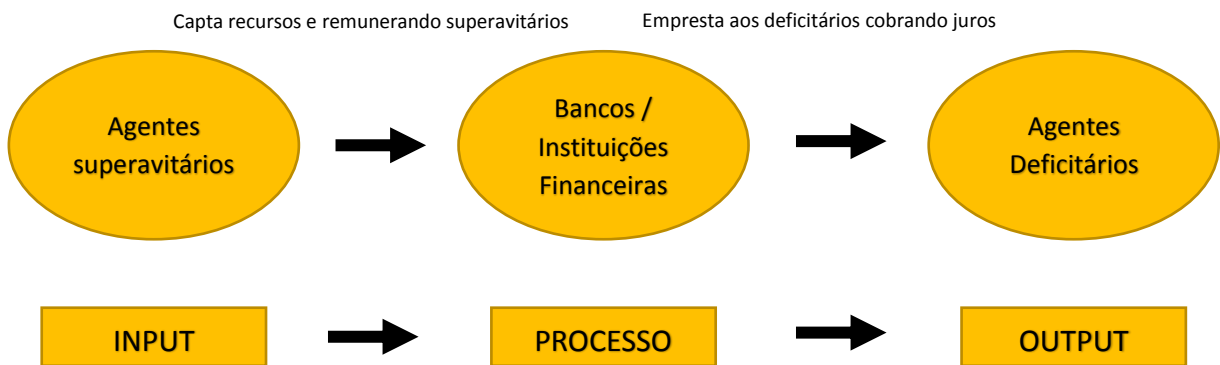 Capta recursos e remunerando superavitários
Empresta aos deficitários cobrando juros
Agentes
superavitários
Bancos /
Instituições
Financeiras
Agentes
Deficitários
INPUT
PROCESSO
OUTPUT